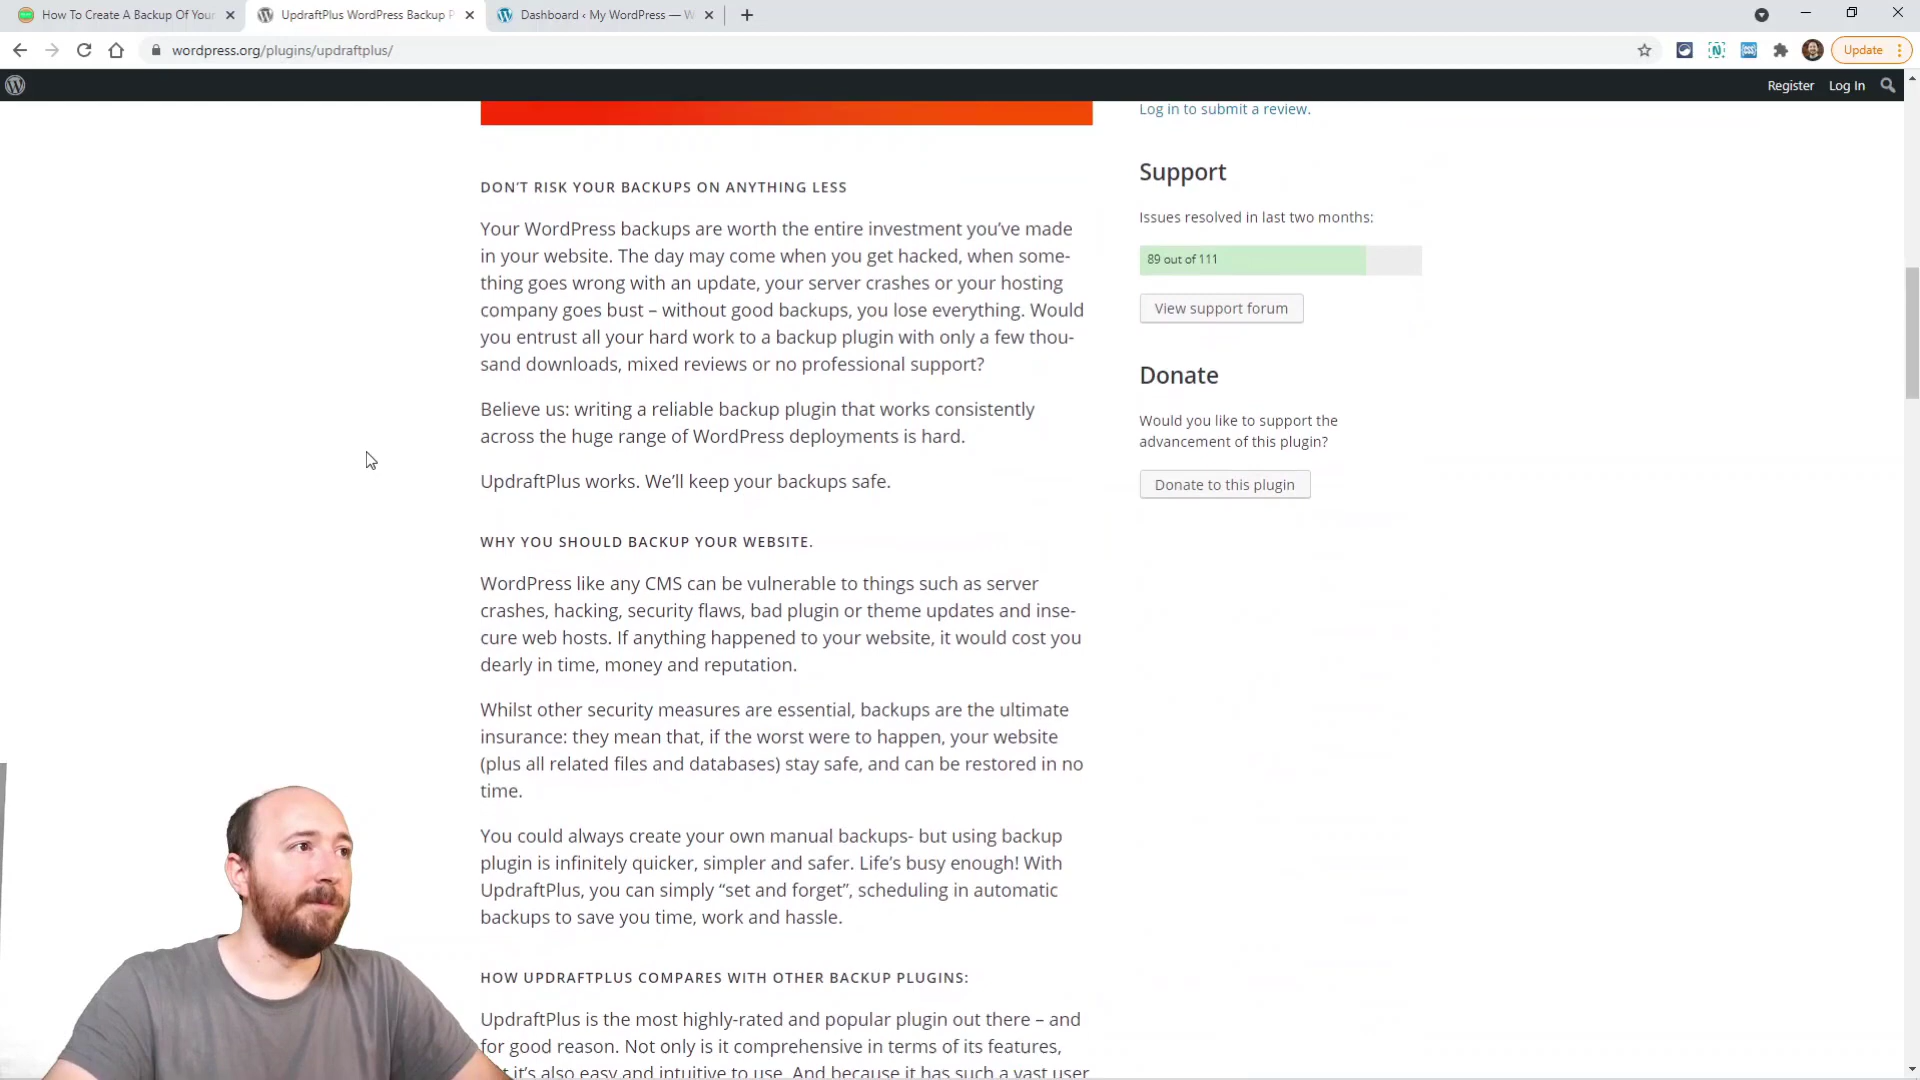 How To Create A Backup Of Your
UpdraftPlus WordPress Backup P
Dashboard ‹ My WordPress — W
wordpress.org/plugins/updraftplus/
Update
Register
Log In
Log in to submit a review.
DON’T RISK YOUR BACKUPS ON ANYTHING LESS
Your WordPress backups are worth the entire investment you’ve made
in your website. The day may come when you get hacked, when some-
thing goes wrong with an update, your server crashes or your hosting
company goes bust – without good backups, you lose everything. Would
you entrust all your hard work to a backup plugin with only a few thou-
sand downloads, mixed reviews or no professional support?
Believe us: writing a reliable backup plugin that works consistently
across the huge range of WordPress deployments is hard.
UpdraftPlus works. We’ll keep your backups safe.
WHY YOU SHOULD BACKUP YOUR WEBSITE.
WordPress like any CMS can be vulnerable to things such as server
crashes, hacking, security flaws, bad plugin or theme updates and inse-
cure web hosts. If anything happened to your website, it would cost you
dearly in time, money and reputation.
Whilst other security measures are essential, backups are the ultimate
insurance: they mean that, if the worst were to happen, your website
(plus all related files and databases) stay safe, and can be restored in no
time.
You could always create your own manual backups- but using backup
plugin is infinitely quicker, simpler and safer. Life’s busy enough! With
UpdraftPlus, you can simply “set and forget”, scheduling in automatic
backups to save you time, work and hassle.
HOW UPDRAFTPLUS COMPARES WITH OTHER BACKUP PLUGINS:
UpdraftPlus is the most highly-rated and popular plugin out there – and
for good reason. Not only is it comprehensive in terms of its features,
it’s also easy and intuitive to use. And because it has such a vast user
Support
Issues resolved in last two months:
89 out of 111
View support forum
Donate
Would you like to support the
advancement of this plugin?
Donate to this plugin